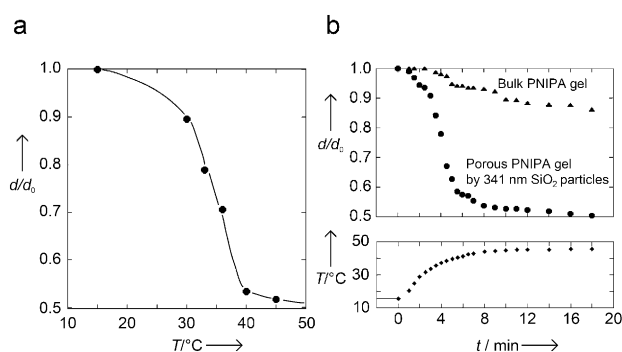 a
1.0
0.9
0.8
0.7
0.6
0.5
d/d₀
10 20 30 40 50
T/°C
b
1.0
0.9
0.8
0.7
0.6
0.5
d/d₀
Bulk PNIPA gel
Porous PNIPA gel
by 341 nm SiO₂ particles
50
30
10
T/°C
0 4 8 12 16 20
t / min